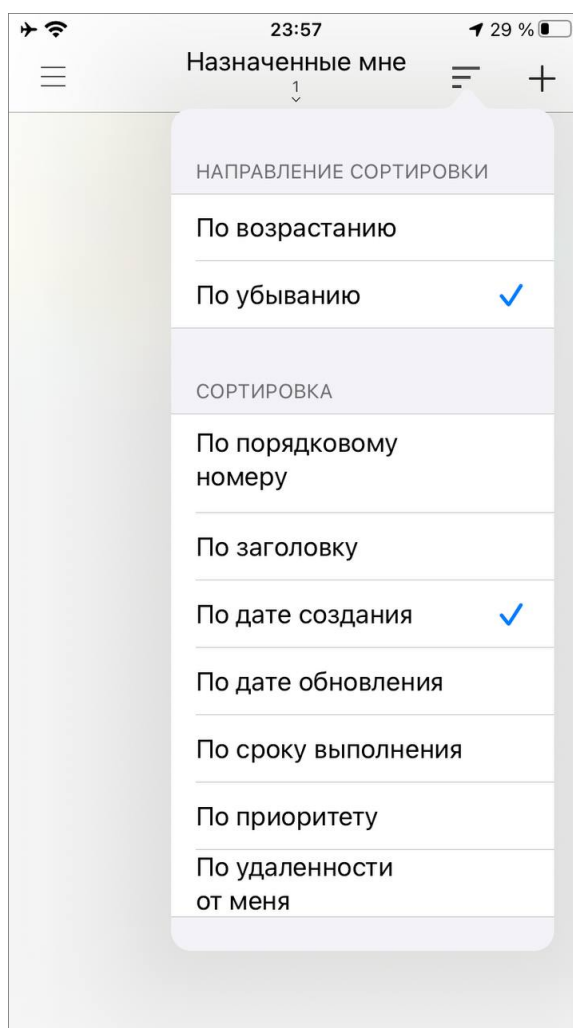 23:57
29 %
Назначенные мне
1
НАПРАВЛЕНИЕ СОРТИРОВКИ
По возрастанию
По убыванию
СОРТИРОВКА
По порядковому
номеру
По заголовку
По дате создания
По дате обновления
По сроку выполнения
По приоритету
По удаленности
от меня